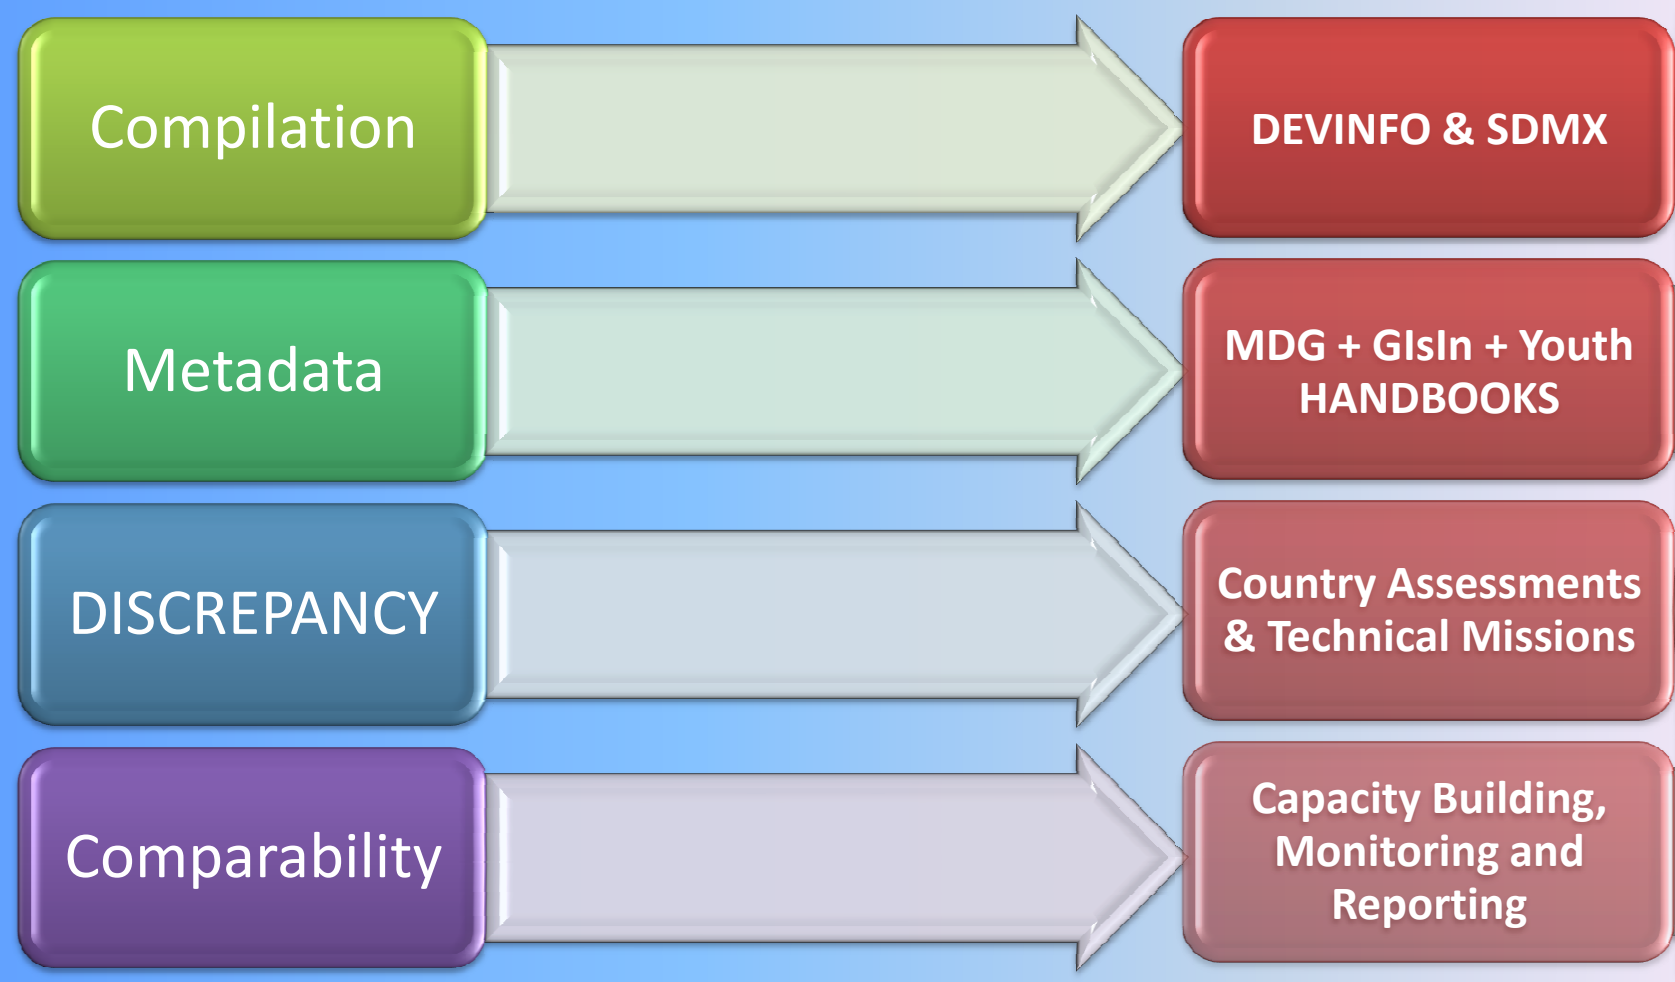 Compilation
DEVINFO & SDMX
Metadata
MDG + GIsIn + Youth
HANDBOOKS
DISCREPANCY
Country Assessments
& Technical Missions
Comparability
Capacity Building,
Monitoring and
Reporting